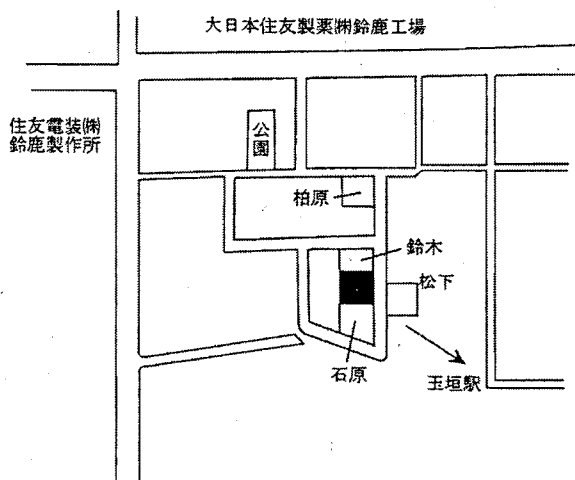 大日本住友製薬㈱鈴鹿工場
住友電装㈱
鈴鹿製作所
公園
柏原
鈴木
松下
石原
玉垣駅